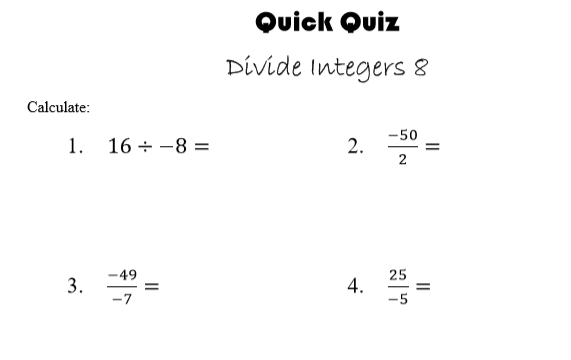 Quick Quiz
Divide Integers 8
Calculate:
1. 16 ÷ −8 =
2. −50/2 =
3. −49/−7 =
4. 25/−5 =